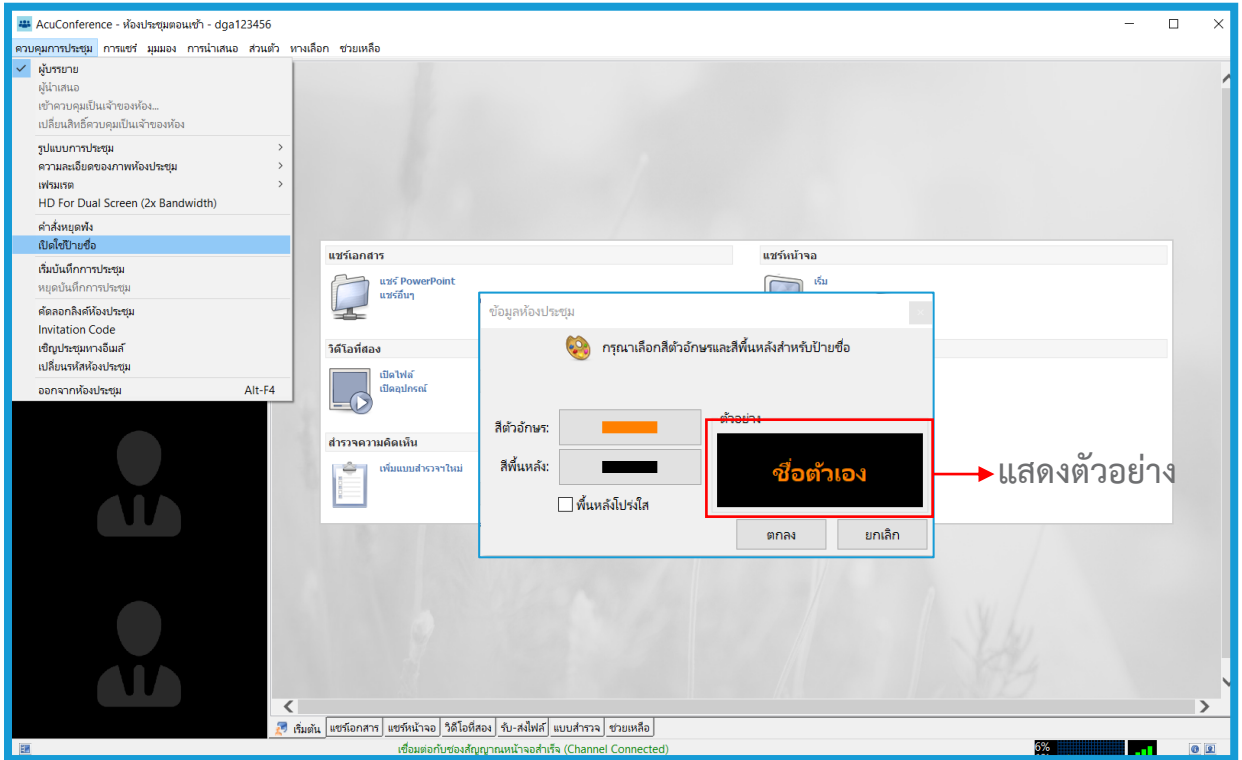 AcuConference - ห้องประชุมตอนเช้า - dga123456
ควบคุมการประชุม การแชร์ มุมมอง การนำเสนอ ส่วนตัว ทางเลือก ช่วยเหลือ
ผู้บรรยาย
ผู้นำเสนอ
เข้าควบคุมเป็นเจ้าของห้อง...
เปลี่ยนสิทธิ์ควบคุมเป็นเจ้าของห้อง
รูปแบบการประชุม
ความละเอียดของภาพห้องประชุม
เฟรมเรต
HD For Dual Screen (2x Bandwidth)
คำสั่งหยุดฟัง
เปิดใช้ป้ายชื่อ
เริ่มบันทึกการประชุม
หยุดบันทึกการประชุม
คัดลอกลิงค์ห้องประชุม
Invitation Code
เชิญประชุมทางอีเมล์
เปลี่ยนรหัสห้องประชุม
ออกจากห้องประชุม Alt-F4
แชร์เอกสาร
แชร์ PowerPoint
แชร์อื่นๆ
แชร์หน้าจอ
เริ่ม
วิดีโอที่สอง
เปิดไฟล์
เปิดอุปกรณ์
สำรวจความคิดเห็น
เพิ่มแบบสำรวจาใหม่
ข้อมูลห้องประชุม
กรุณาเลือกสีตัวอักษรและสีพื้นหลังสำหรับป้ายชื่อ
สีตัวอักษร:
สีพื้นหลัง:
พื้นหลังโปร่งใส
ตัวอย่าง
ชื่อตัวเอง
ตกลง ยกเลิก
แสดงตัวอย่าง
เริ่มต้น แชร์เอกสาร แชร์หน้าจอ วิดีโอที่สอง รับ-ส่งไฟล์ แบบสำรวจ ช่วยเหลือ
เชื่อมต่อกับช่องสัญญาณหน้าจอสำเร็จ (Channel Connected)
6%